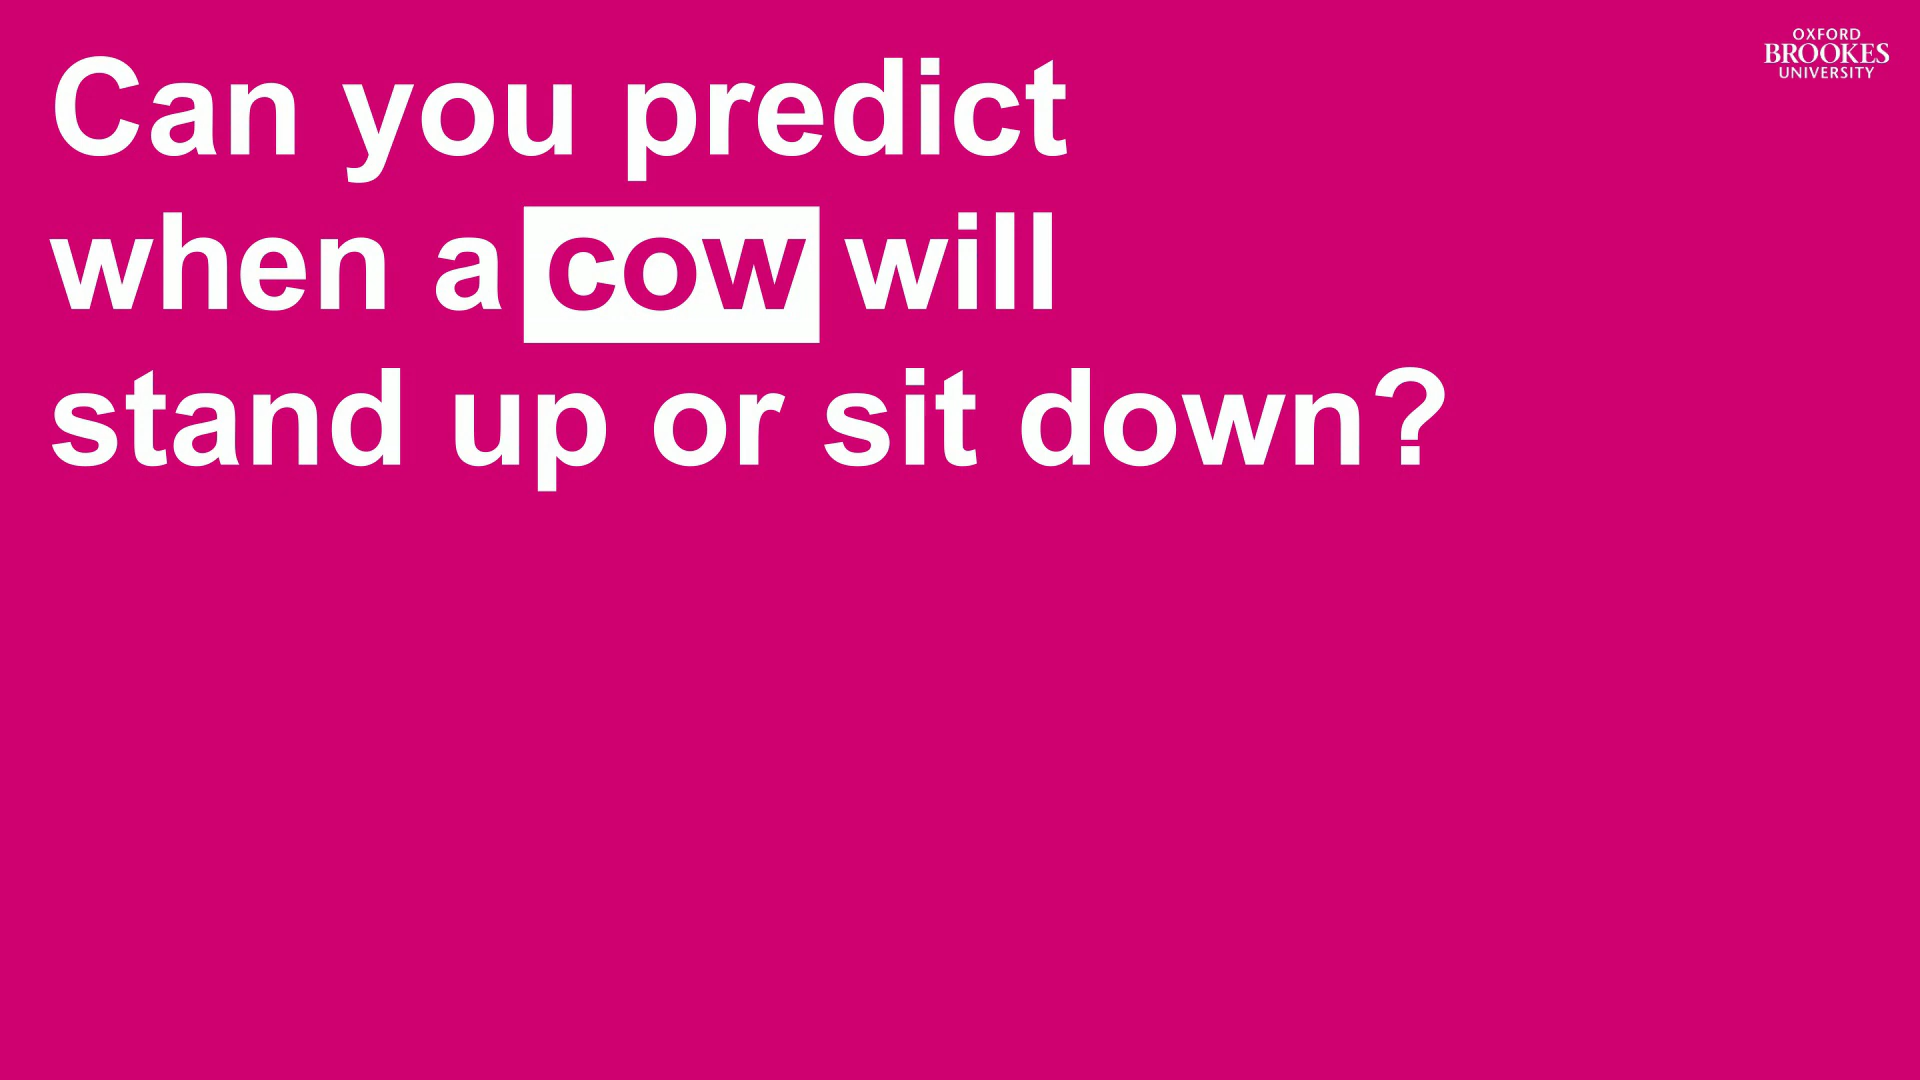 Can you predict
when a cow will
stand up or sit down?
OXFORD
BROOKES
UNIVERSITY